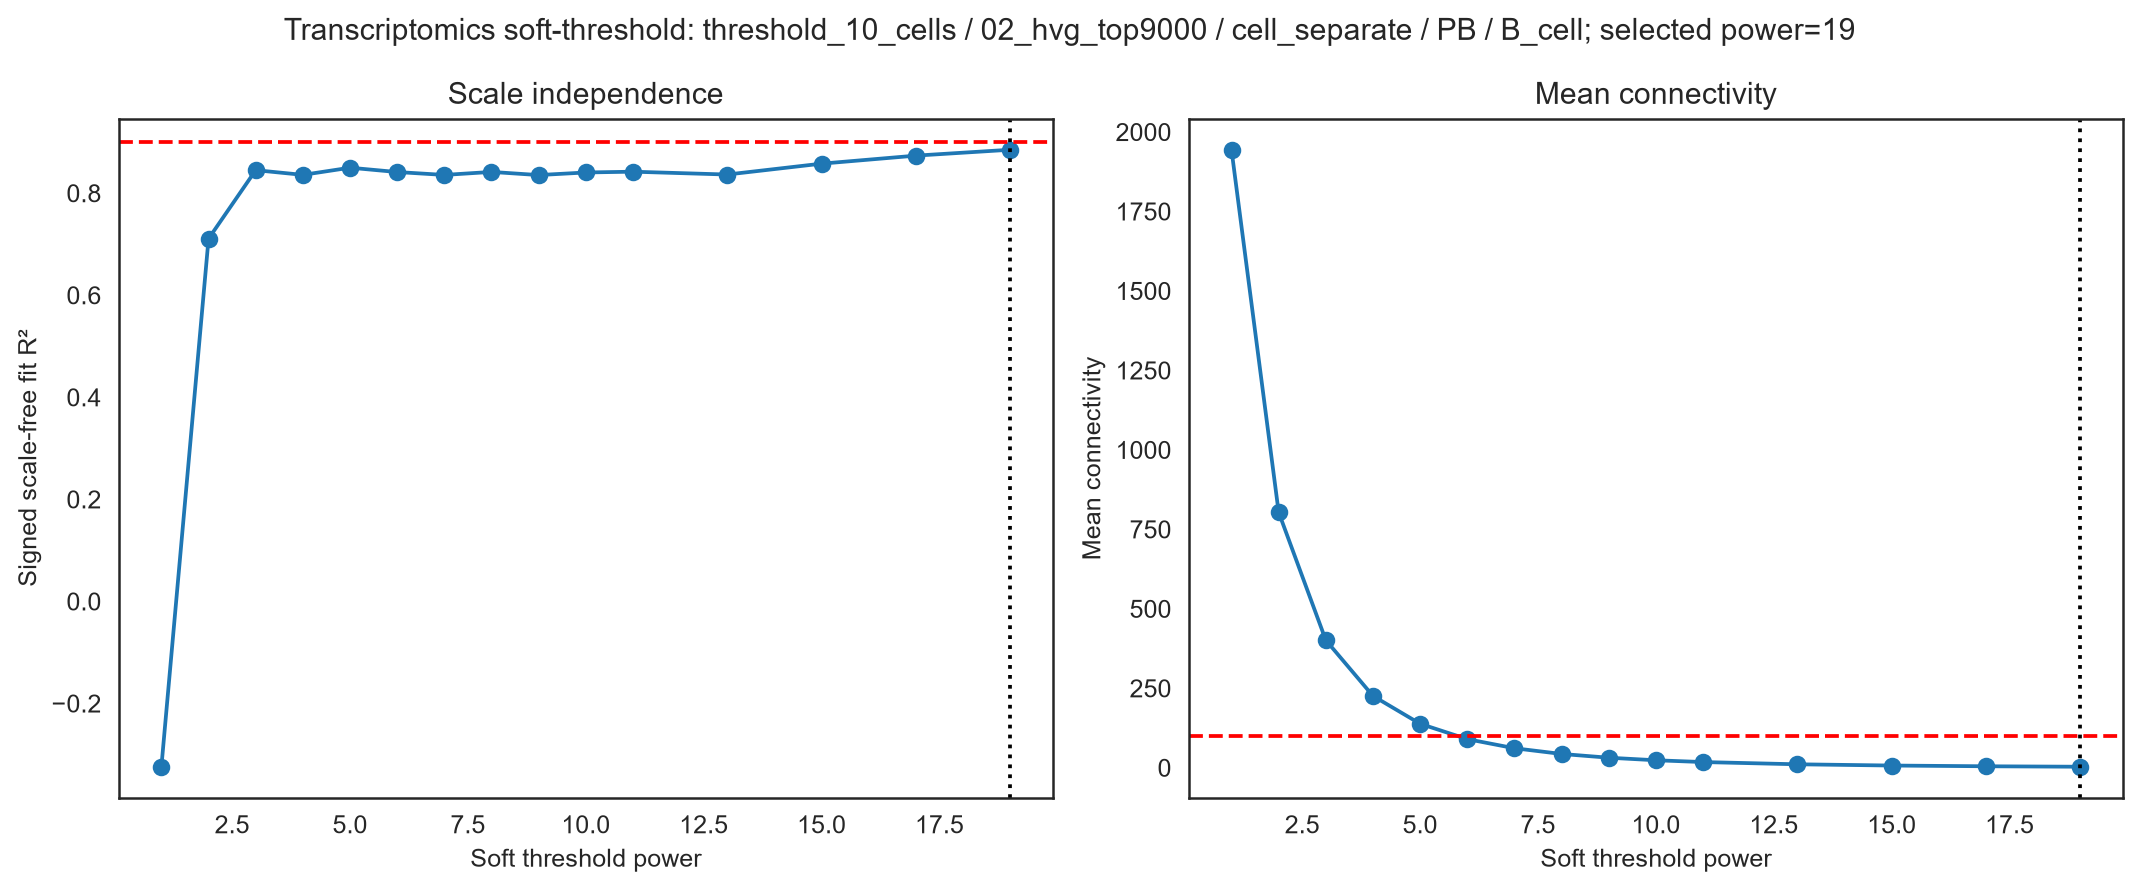 Transcriptomics soft-threshold: threshold_10_cells / 02_hvg_top9000 / cell_separate / PB / B_cell; selected power=19
Scale independence
Signed scale-free fit R²
0.8
0.6
0.4
0.2
0.0
−0.2
2.5 5.0 7.5 10.0 12.5 15.0 17.5
Soft threshold power
Mean connectivity
Mean connectivity
2000
1750
1500
1250
1000
750
500
250
0
2.5 5.0 7.5 10.0 12.5 15.0 17.5
Soft threshold power